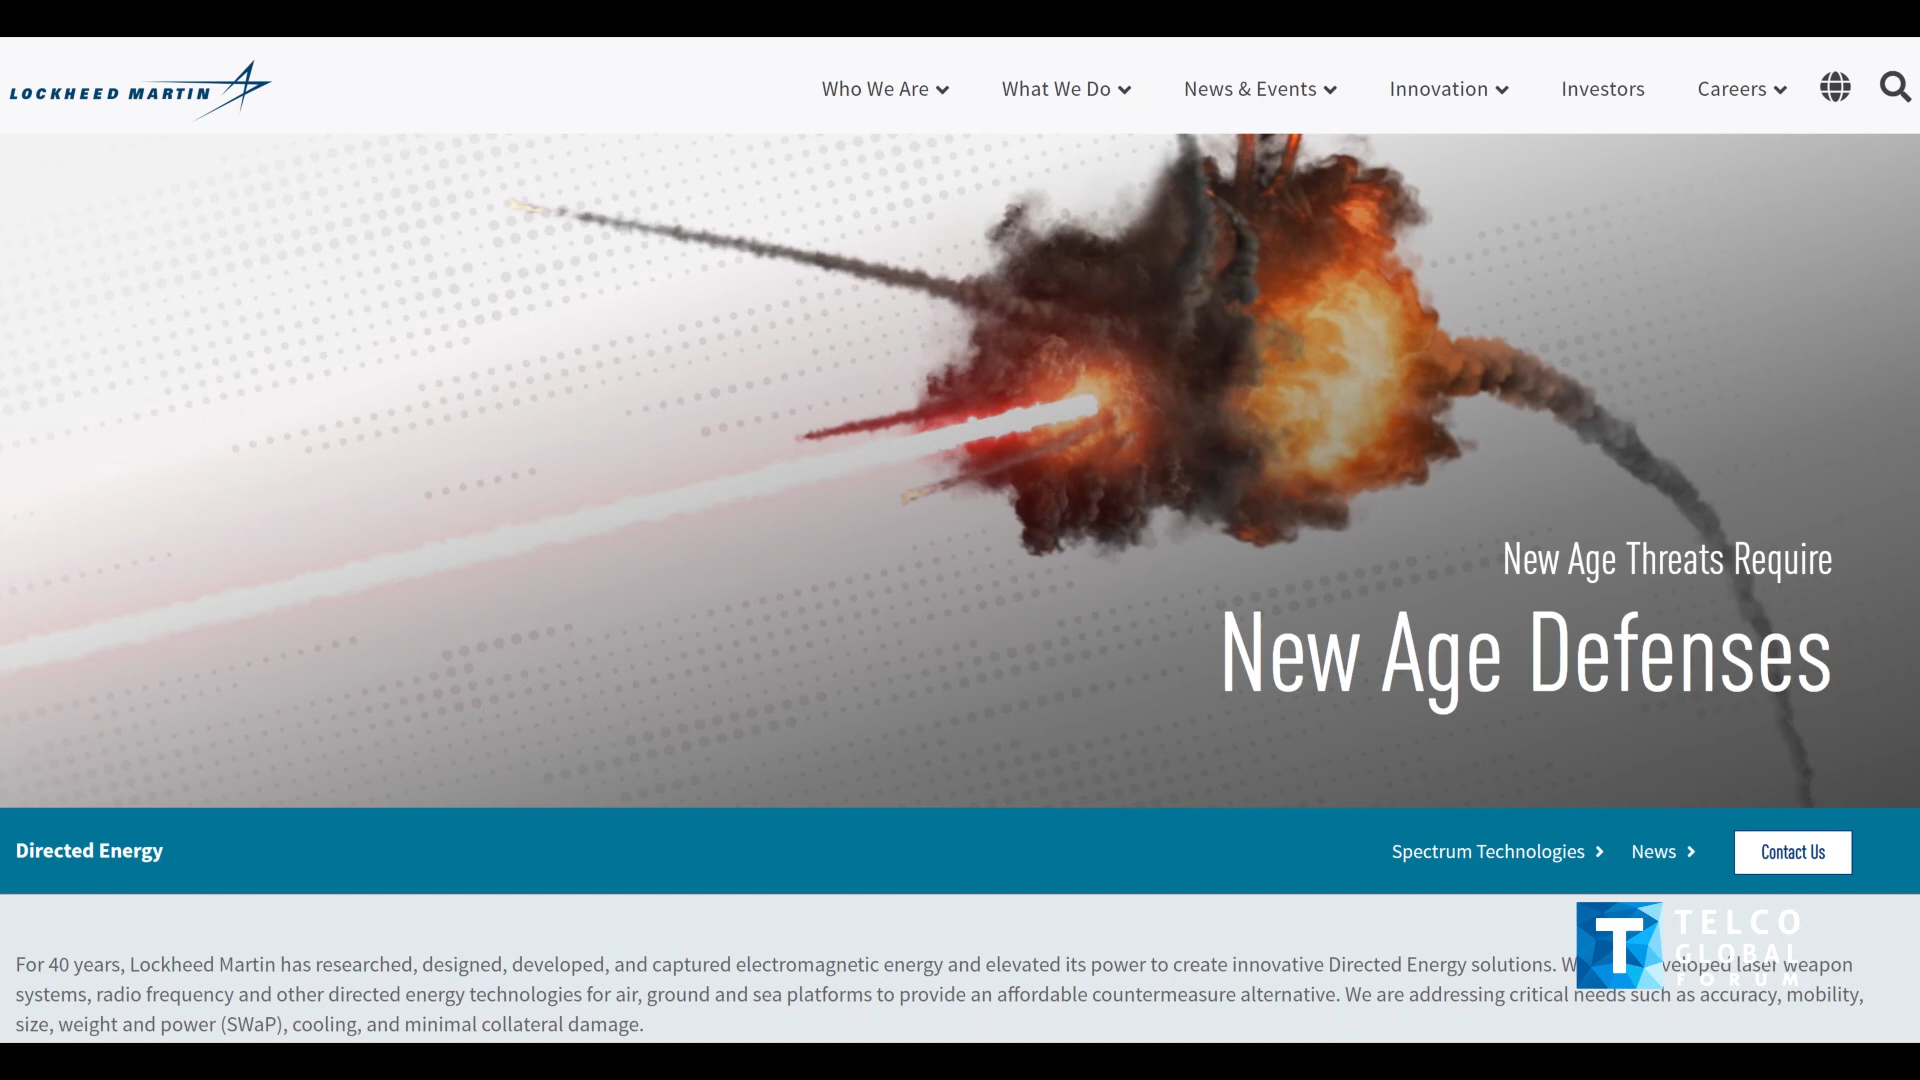 LOCKHEED MARTIN
Who We Are
What We Do
News & Events
Innovation
Investors
Careers
New Age Threats Require
New Age Defenses
Directed Energy
Spectrum Technologies
News
Contact Us
For 40 years, Lockheed Martin has researched, designed, developed, and captured electromagnetic energy and elevated its power to create innovative Directed Energy solutions. laser weapon
systems, radio frequency and other directed energy technologies for air, ground and sea platforms to provide an affordable countermeasure alternative. We are addressing critical needs such as accuracy, mobility,
size, weight and power (SWaP), cooling, and minimal collateral damage.
T TELCO
GLOBAL
FORUM